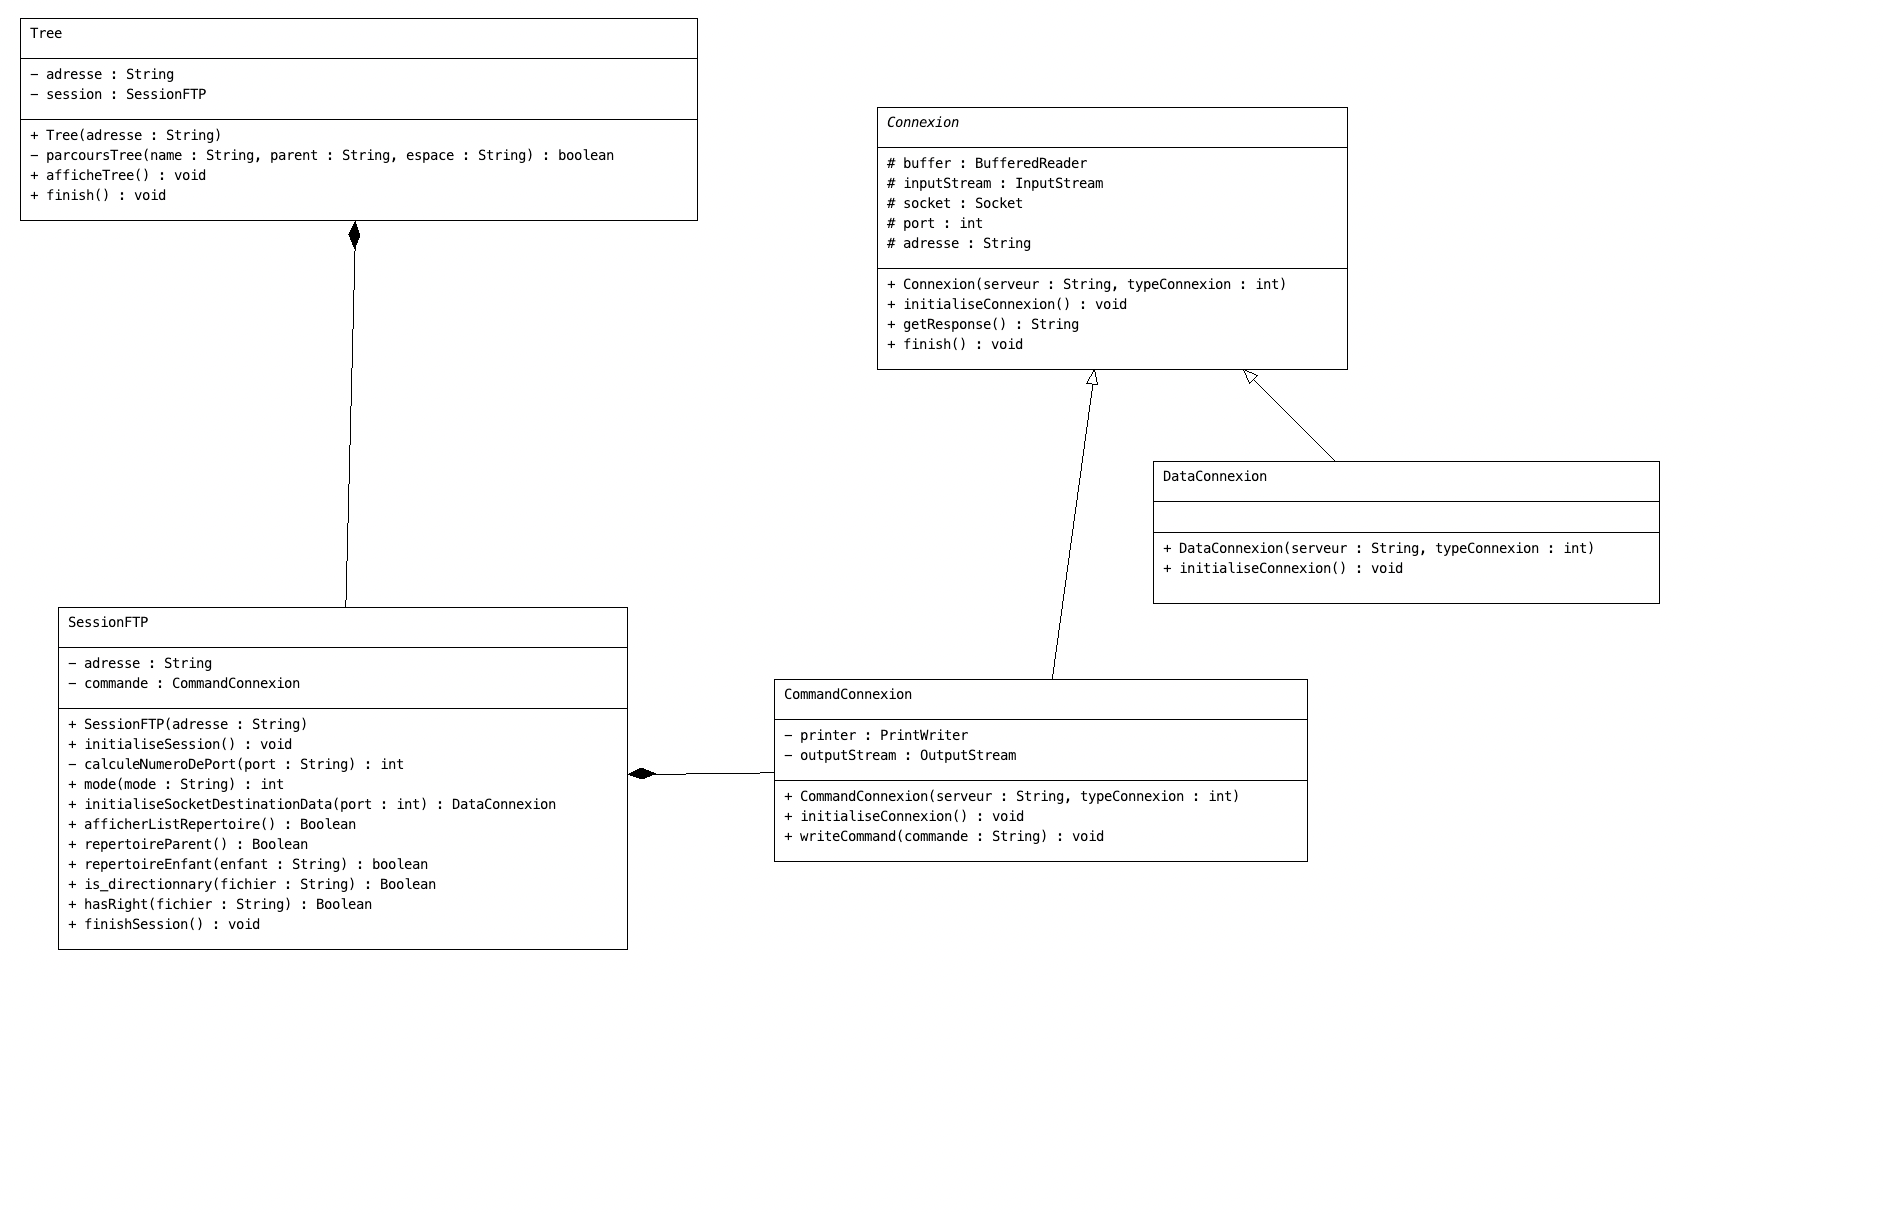 Tree
− adresse : String
− session : SessionFTP
+ Tree(adresse : String)
− parcoursTree(name : String, parent : String, espace : String) : boolean
+ afficheTree() : void
+ finish() : void
Connexion
# buffer : BufferedReader
# inputStream : InputStream
# socket : Socket
# port : int
# adresse : String
+ Connexion(serveur : String, typeConnexion : int)
+ initialiseConnexion() : void
+ getResponse() : String
+ finish() : void
DataConnexion
+ DataConnexion(serveur : String, typeConnexion : int)
+ initialiseConnexion() : void
SessionFTP
− adresse : String
− commande : CommandConnexion
+ SessionFTP(adresse : String)
+ initialiseSession() : void
− calculeNumeroDePort(port : String) : int
+ mode(mode : String) : int
+ initialiseSocketDestinationData(port : int) : DataConnexion
+ afficherListRepertoire() : Boolean
+ repertoireParent() : Boolean
+ repertoireEnfant(enfant : String) : boolean
+ is_directionnary(fichier : String) : Boolean
+ hasRight(fichier : String) : Boolean
+ finishSession() : void
CommandConnexion
− printer : PrintWriter
− outputStream : OutputStream
+ CommandConnexion(serveur : String, typeConnexion : int)
+ initialiseConnexion() : void
+ writeCommand(commande : String) : void